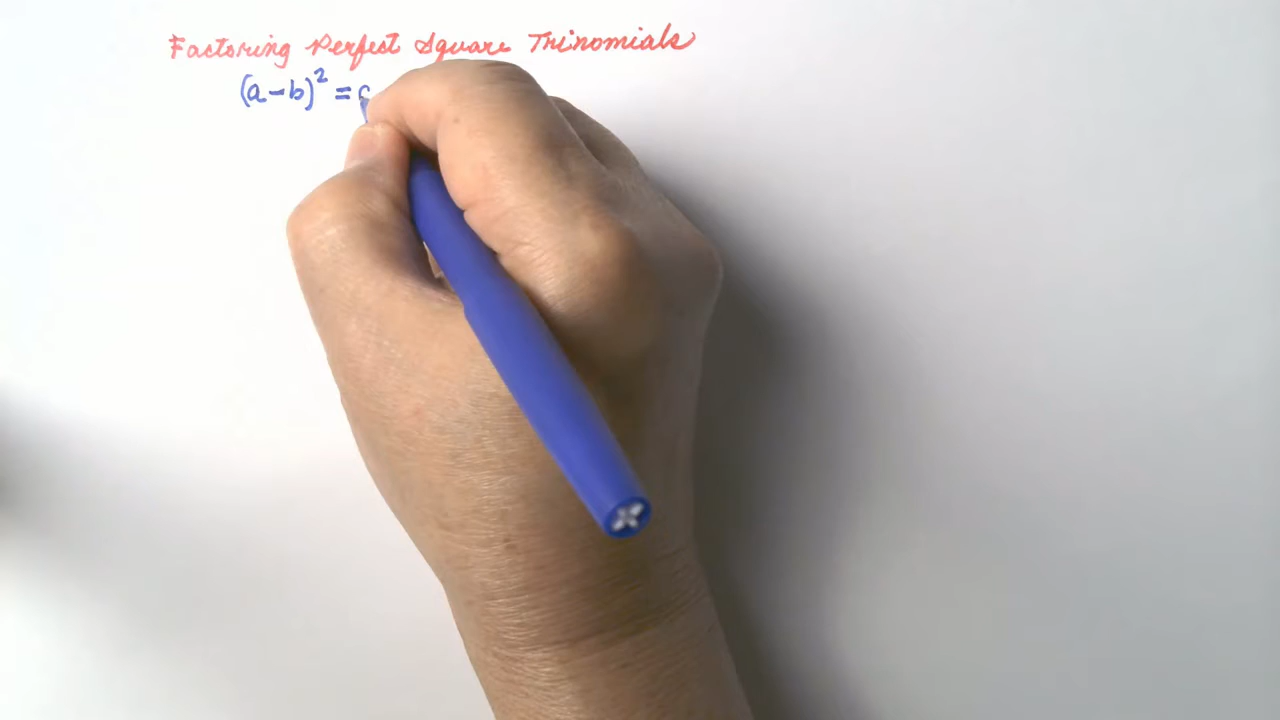 Factoring Perfect Square Trinomials
(a-b)² =